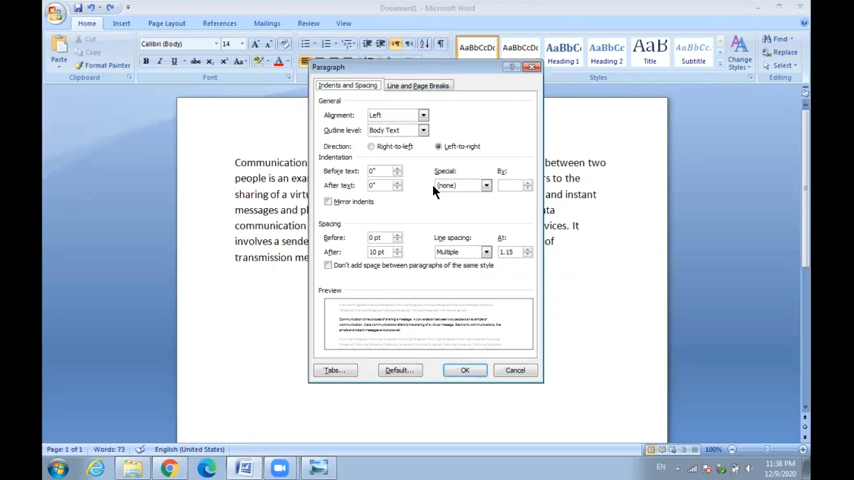 Document1 - Microsoft Word
Home Insert Page Layout References Mailings Review View
Cut
Copy
Format Painter
Paste
Clipboard
Calibri (Body) 14
Font
AaBbCcDc AaBbCcDc AaBbC AaBbCc AaB AaBbCc.
Heading 1 Heading 2 Title Subtitle
Change
Styles
Styles
Find
Replace
Select
Editing
Paragraph
Indents and Spacing Line and Page Breaks
General
Alignment: Left
Outline level: Body Text
Direction: Right-to-left Left-to-right
Indentation
Before text: 0" Special: By:
After text: 0" (none)
Mirror indents
Spacing
Before: 0 pt Line spacing: At:
After: 10 pt Multiple 1.15
Don't add space between paragraphs of the same style
Preview
Tabs... Default... OK Cancel
Communication between two
people is an exa rs to the
sharing of a virtu and instant
messages and p ata
communication vices. It
involves a sende of
transmission me
Page: 1 of 1 Words: 73 English (United States) 100%
EN 11:38 PM
12/9/2020